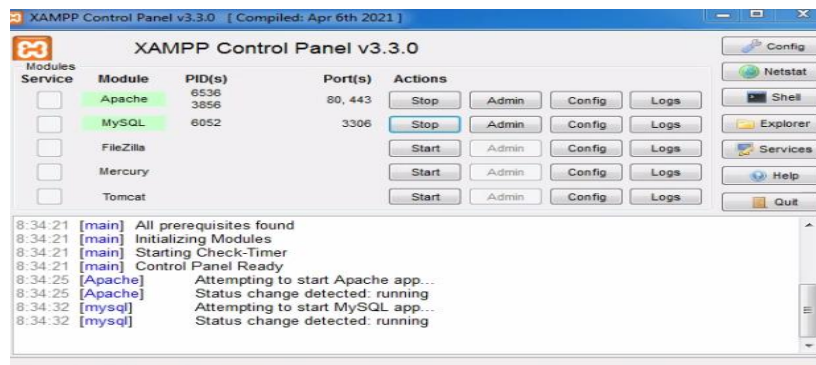 XAMPP Control Panel v3.3.0 [ Compiled: Apr 6th 2021 ]
XAMPP Control Panel v3.3.0
Config
Modules
Netstat
Service Module PID(s) Port(s) Actions
Apache 6536 3856 80, 443 Stop Admin Config Logs
Shell
MySQL 6052 3306 Stop Admin Config Logs
Explorer
FileZilla Start Admin Config Logs
Services
Mercury Start Admin Config Logs
Help
Tomcat Start Admin Config Logs
Quit
8:34:21 [main] All prerequisites found
8:34:21 [main] Initializing Modules
8:34:21 [main] Starting Check-Timer
8:34:21 [main] Control Panel Ready
8:34:25 [Apache] Attempting to start Apache app...
8:34:25 [Apache] Status change detected: running
8:34:32 [mysql] Attempting to start MySQL app...
8:34:32 [mysql] Status change detected: running